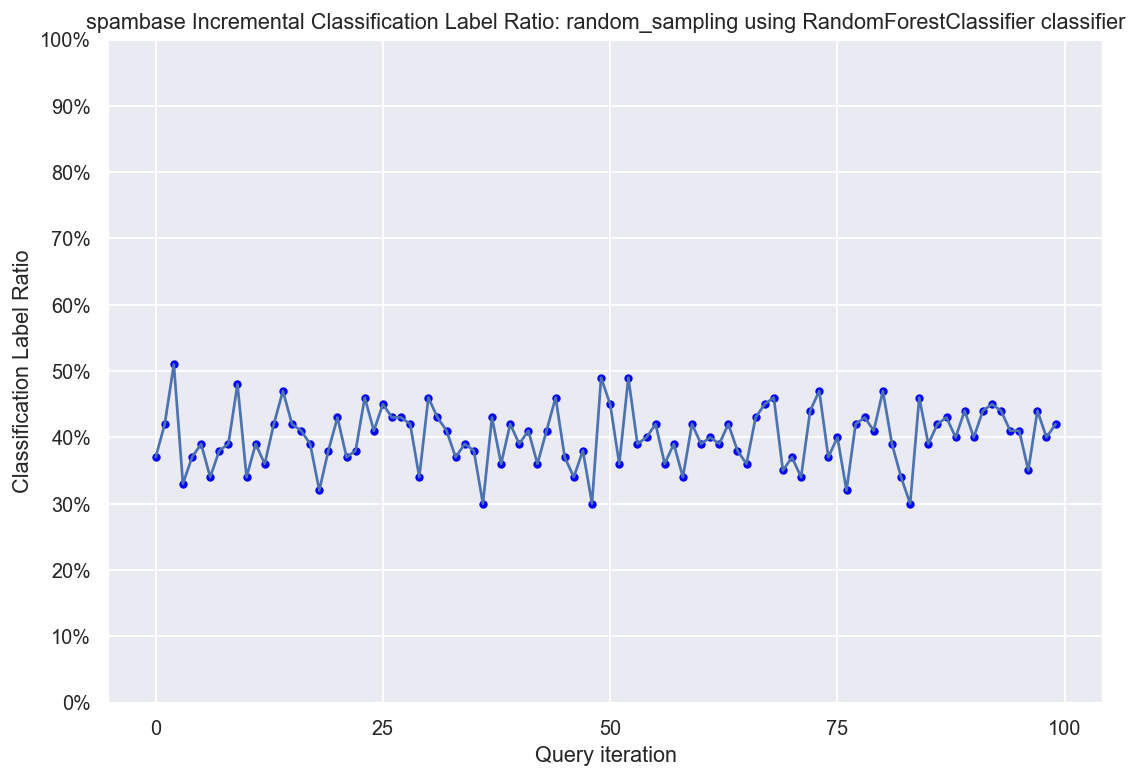 spambase Incremental Classification Label Ratio: random_sampling using RandomForestClassifier classifier
100%
90%
80%
70%
60%
50%
40%
30%
20%
10%
0%
Classification Label Ratio
0 25 50 75 100
Query iteration